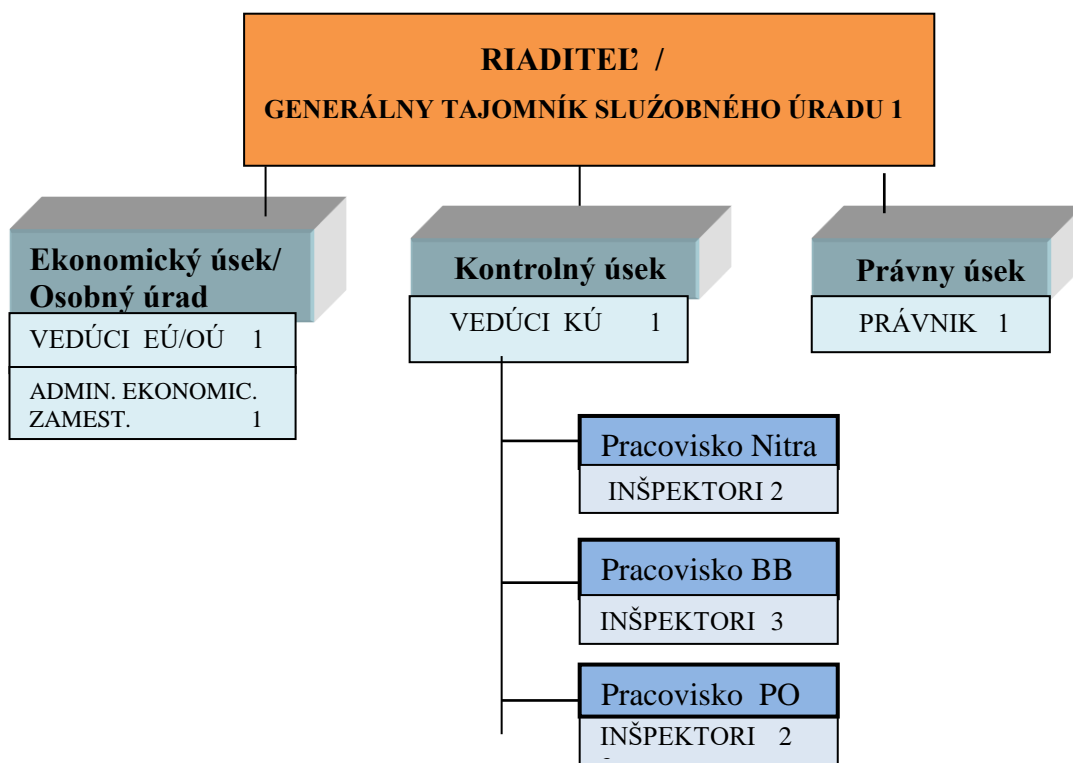 RIADITEĽ /
GENERÁLNY TAJOMNÍK SLUŹOBNÉHO ÚRADU 1
Ekonomický úsek/
Osobný úrad
VEDÚCI EÚ/OÚ 1
ADMIN. EKONOMIC.
ZAMEST. 1
Kontrolný úsek
VEDÚCI KÚ 1
Právny úsek
PRÁVNIK 1
Pracovisko Nitra
INŠPEKTORI 2
Pracovisko BB
INŠPEKTORI 3
Pracovisko PO
INŠPEKTORI 2